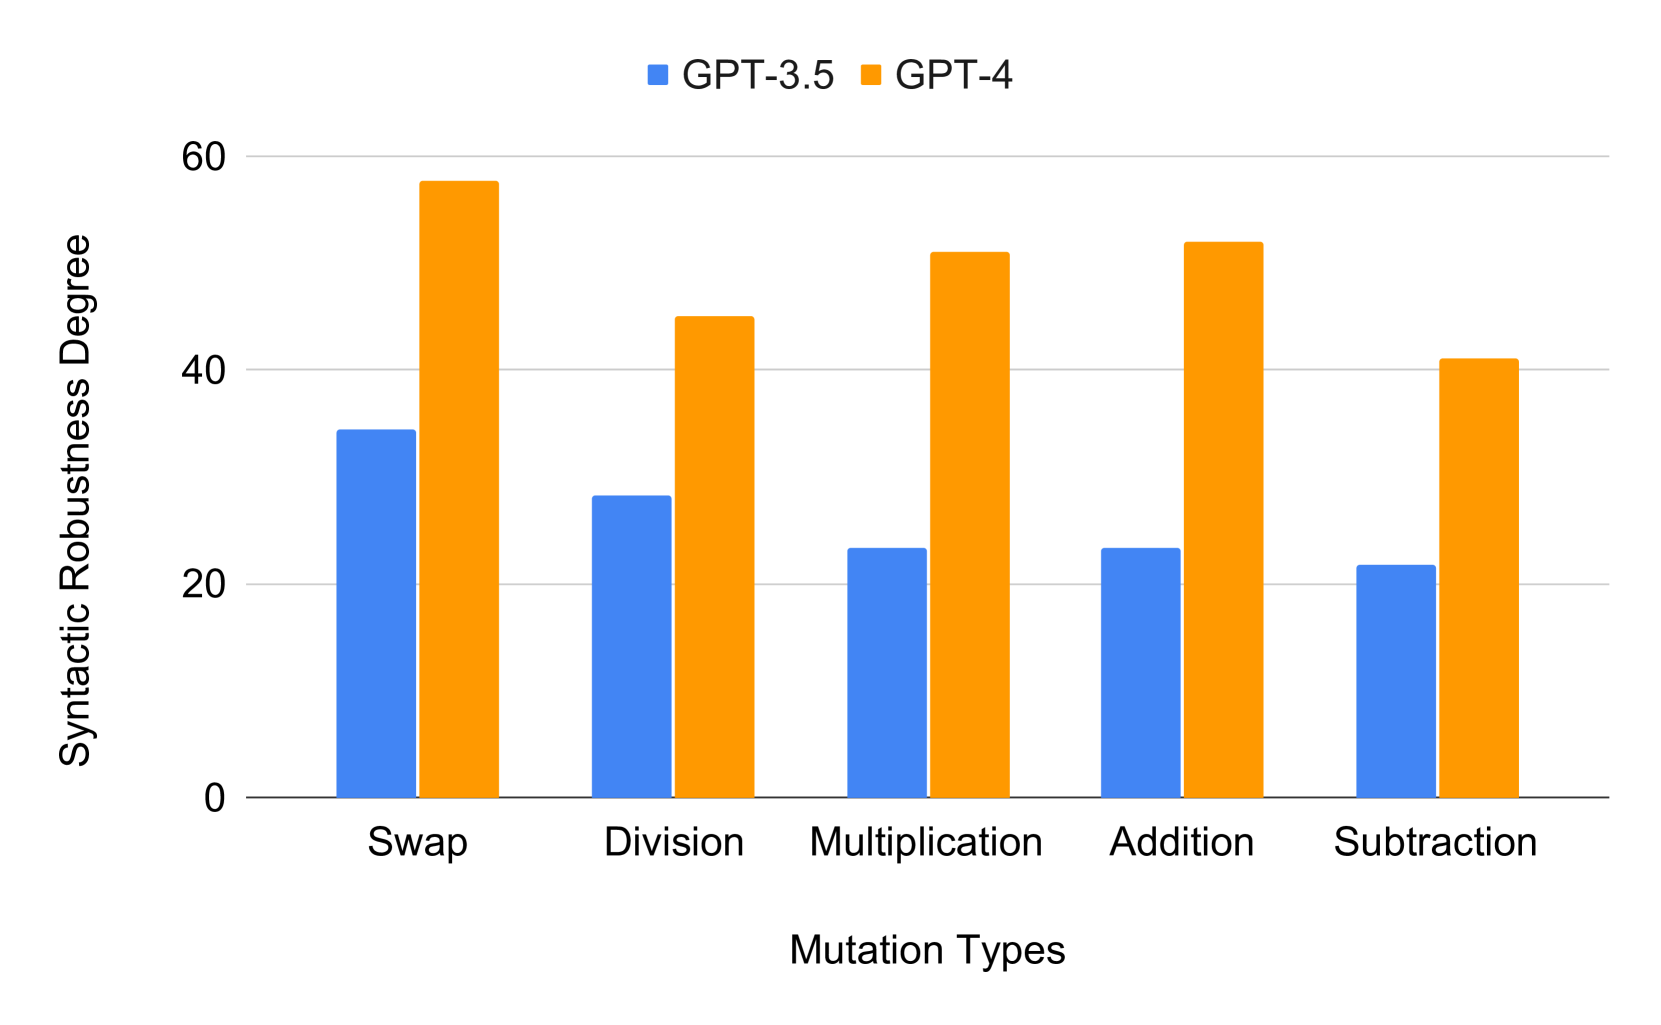 GPT-3.5 GPT-4
Syntactic Robustness Degree
60
40
20
0
Swap Division Multiplication Addition Subtraction
Mutation Types